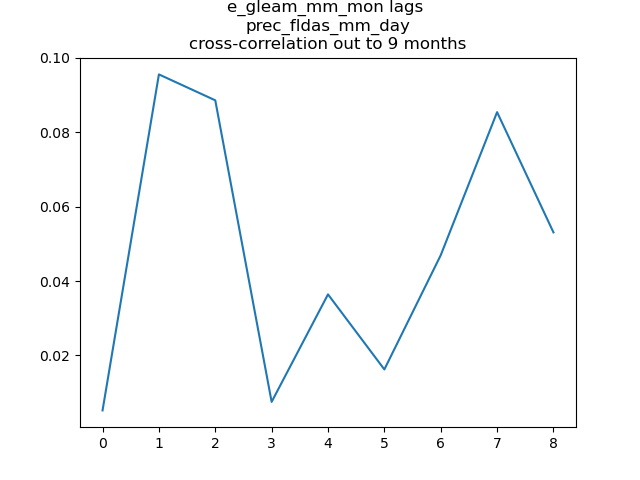 e_gleam_mm_mon lags
prec_fldas_mm_day
cross-correlation out to 9 months
0.10
0.08
0.06
0.04
0.02
0 1 2 3 4 5 6 7 8